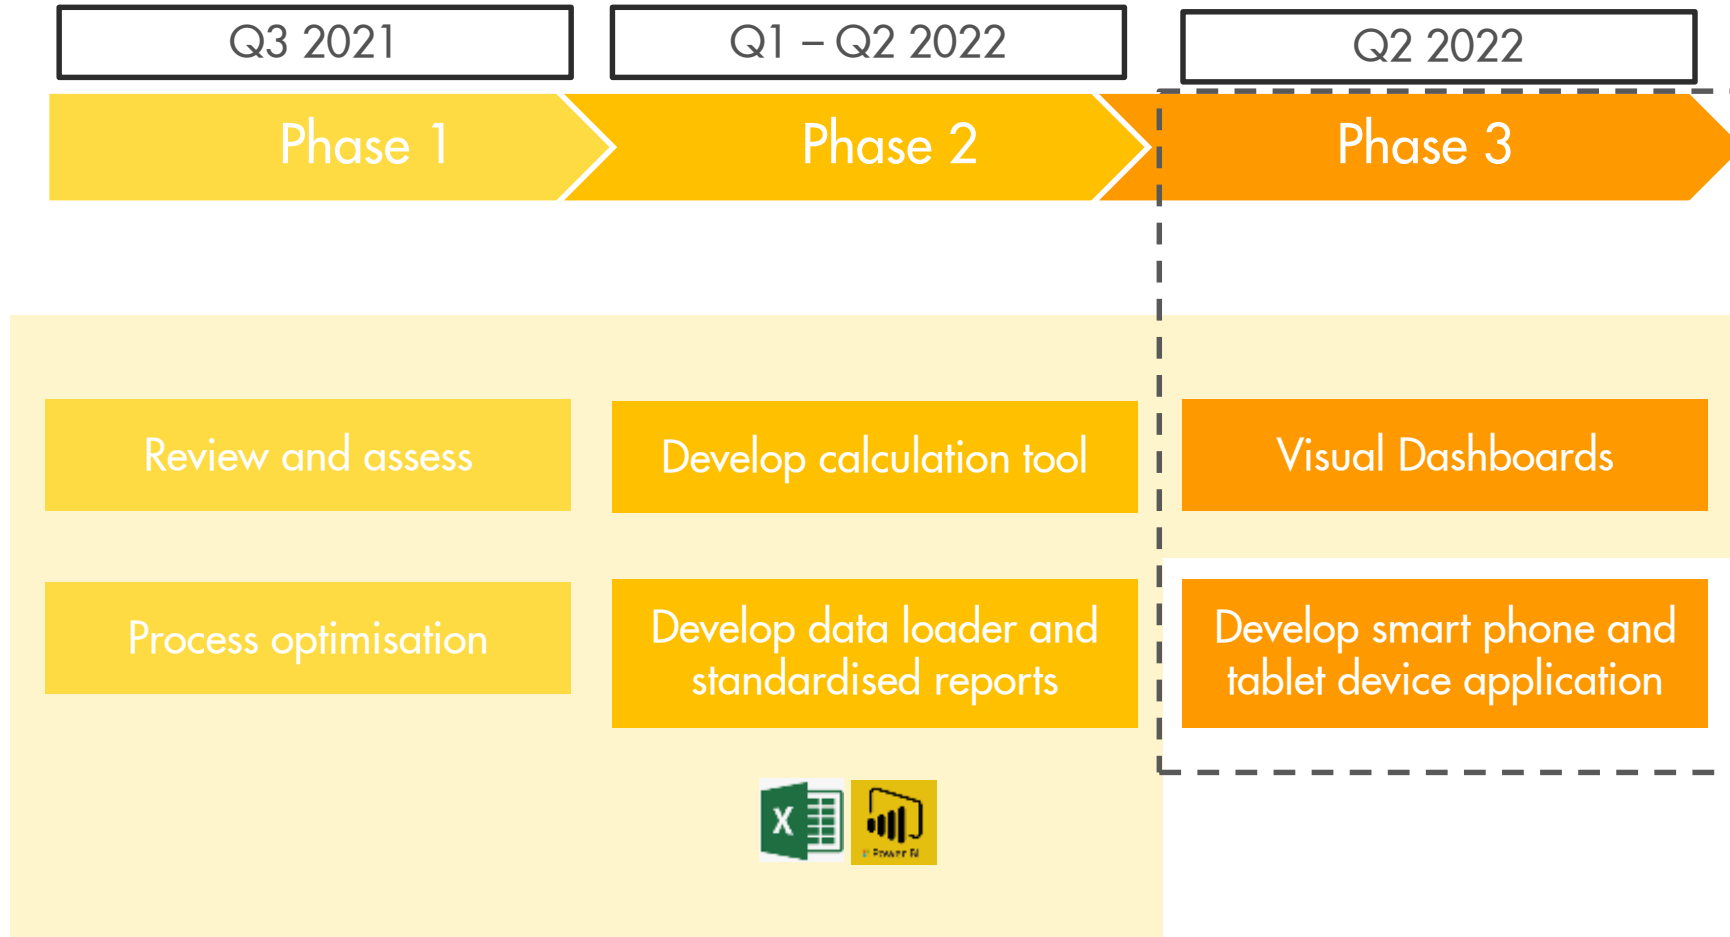 Q3 2021
Q1 – Q2 2022
Q2 2022
Phase 1
Phase 2
Phase 3
Review and assess
Develop calculation tool
Visual Dashboards
Process optimisation
Develop data loader and
standardised reports
Develop smart phone and
tablet device application
X
Power BI